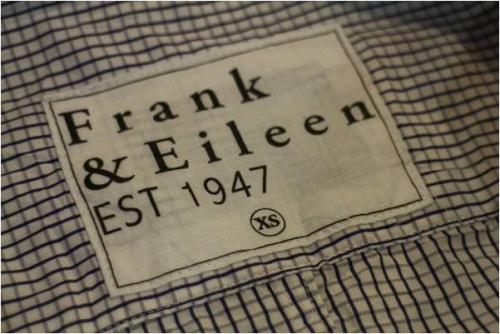 Frank
& Eileen
EST 1947
XS